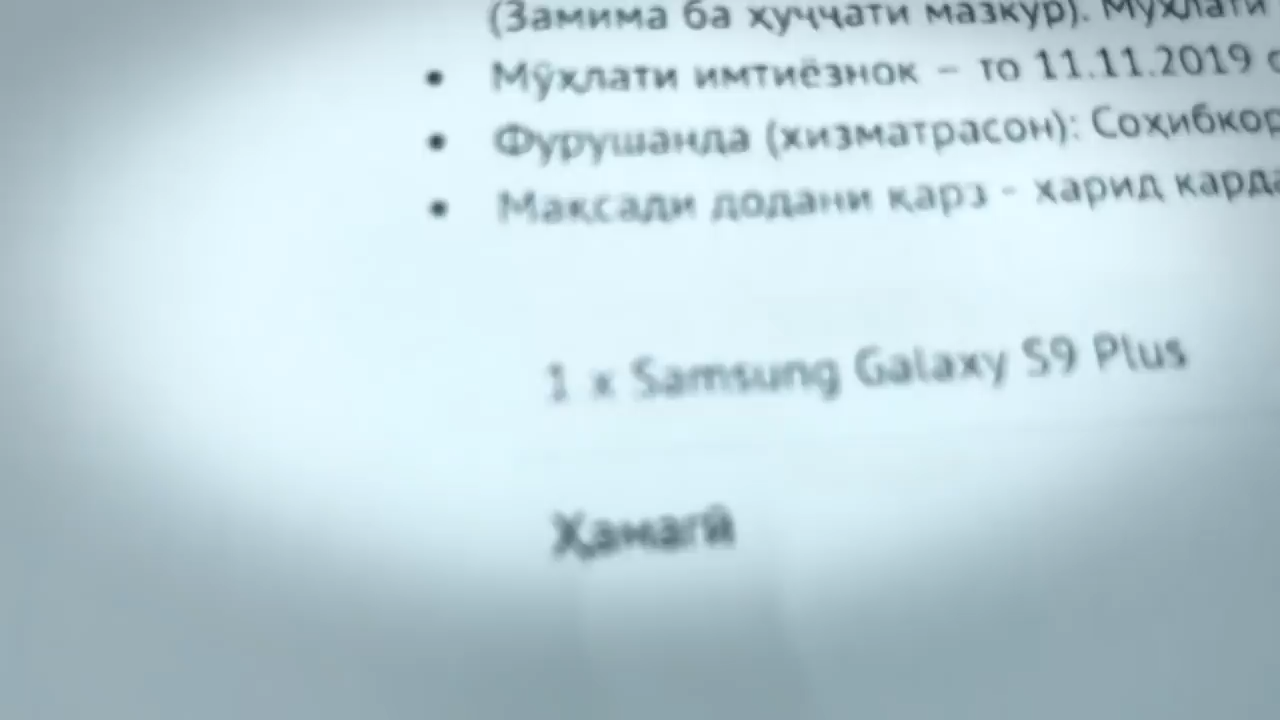 (Замима ба ҳуҷҷати мазкур). Мӯҳлати
Мӯҳлати имтиёзнок – то 11.11.2019 с
Фурушанда (хизматрасон): Соҳибкор
Мақсади додани қарз - харид карда
1 x Samsung Galaxy S9 Plus
Ҳамагӣ